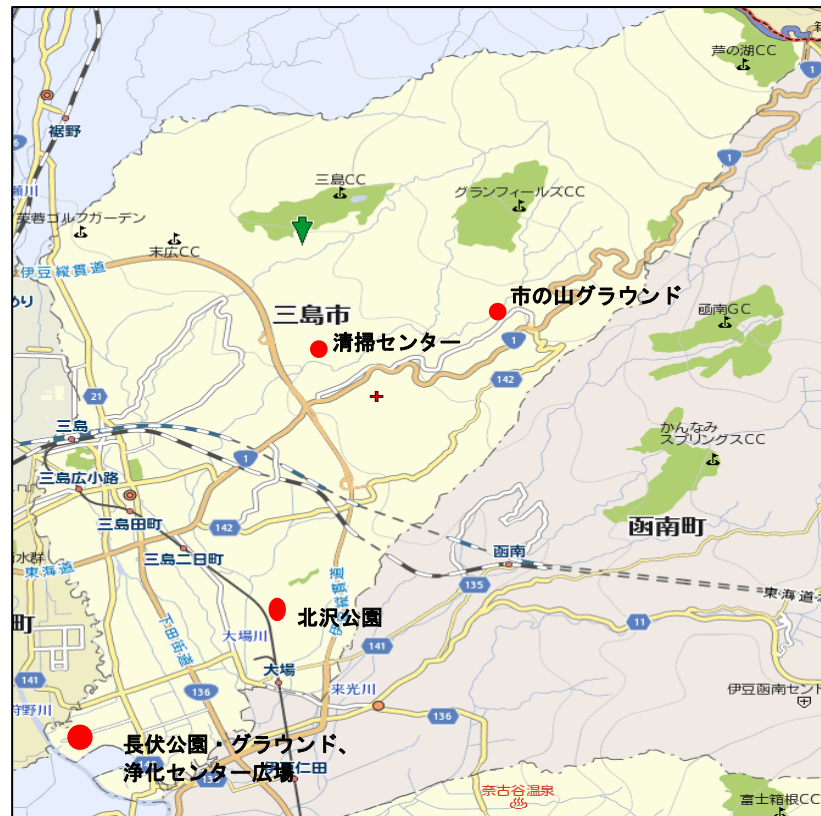 芦の湖CC
1
裾野
1
三島CC
グランフィールズCC
芙蓉ゴルフガーデン
末広CC
伊豆縦貫道
市の山グラウンド
三島市
清掃センター
函南GC
1
142
21
三島
かんなみ
スプリングスCC
1
三島広小路
三島田町
142
函南町
三島二日町
函南
東海道
135
東海道
町
北沢公園
11
大場川
下田街道
141
141
大場
来光川
136
狩野川
136
伊豆函南セント
長伏公園・グラウンド、
浄化センター広場
奈古谷温泉
富士箱根CC